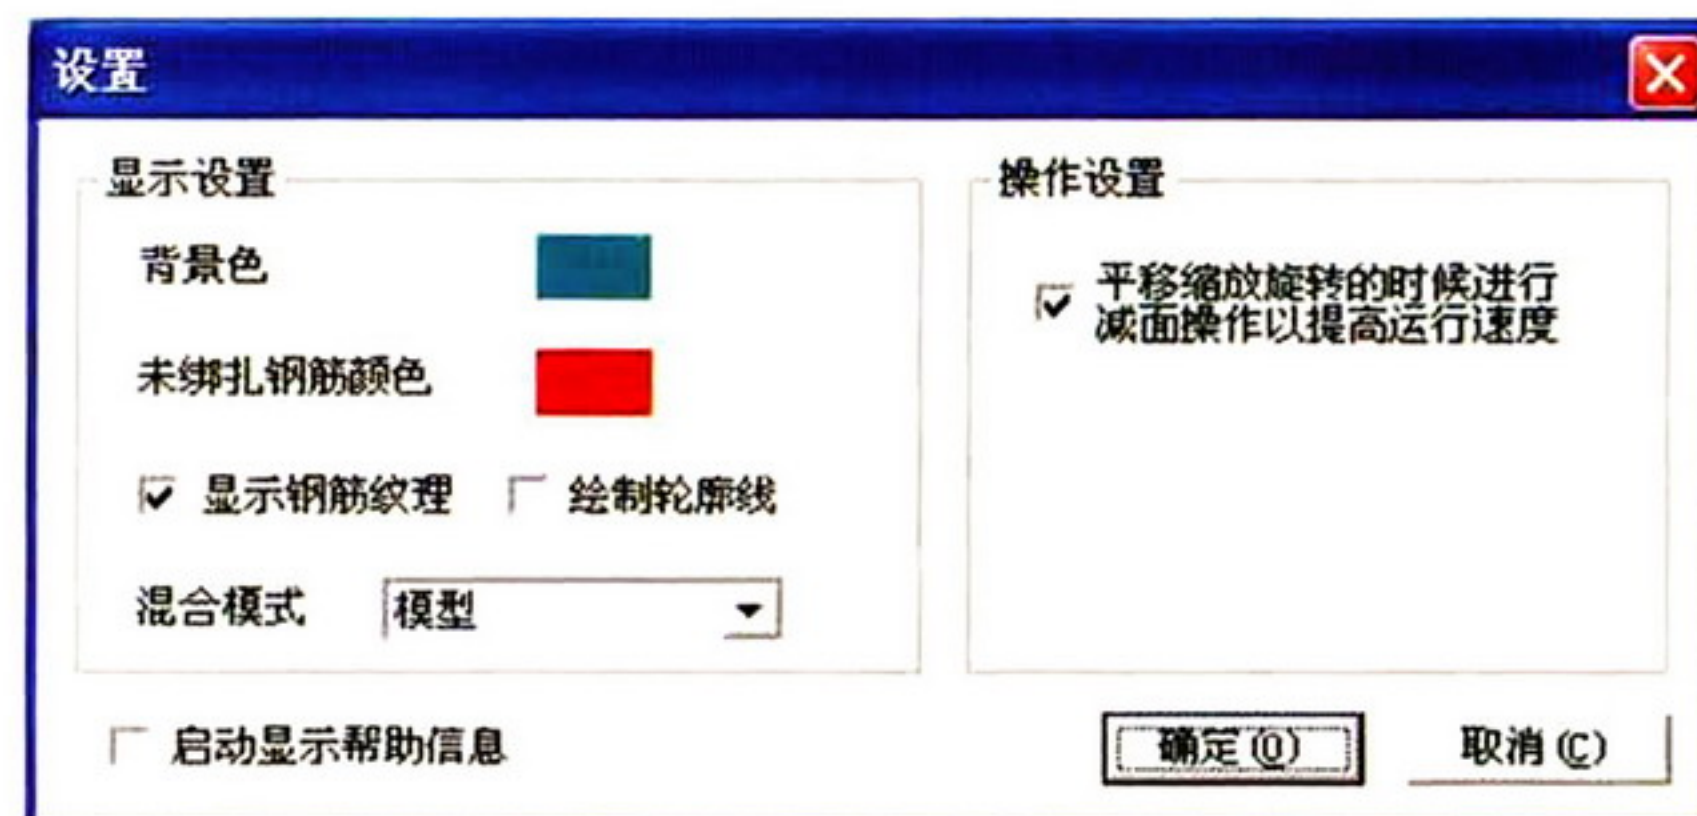 设置
显示设置
背景色
未绑扎钢筋颜色
显示钢筋纹理 绘制轮廓线
混合模式 模型
操作设置
平移缩放旋转的时候进行
减面操作以提高运行速度
启动显示帮助信息
确定(O) 取消(C)